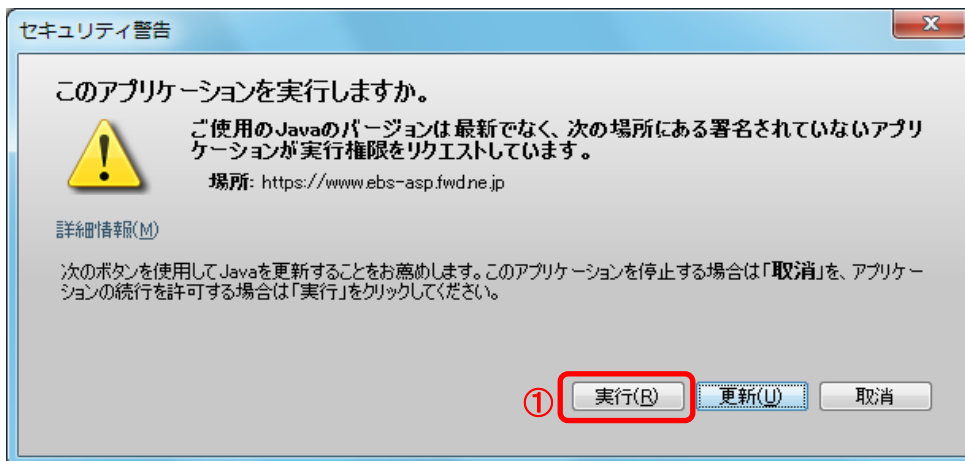 セキュリティ警告
このアプリケーションを実行しますか。
ご使用のJavaのバージョンは最新でなく、次の場所にある署名されていないアプリ
ケーションが実行権限をリクエストしています。
場所: https://www.ebs-asp.fwd.ne.jp
詳細情報(M)
次のボタンを使用してJavaを更新することをお薦めします。このアプリケーションを停止する場合は「取消」を、アプリケー
ションの続行を許可する場合は「実行」をクリックしてください。
① 実行(R) 更新(U) 取消